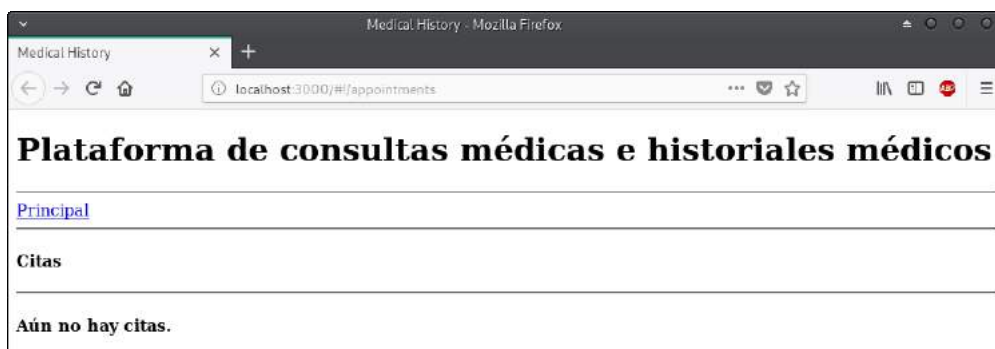 Medical History - Mozilla Firefox
Medical History
localhost:3000/#!/appointments
ABP
Plataforma de consultas médicas e historiales médicos
Principal
Citas
Aún no hay citas.